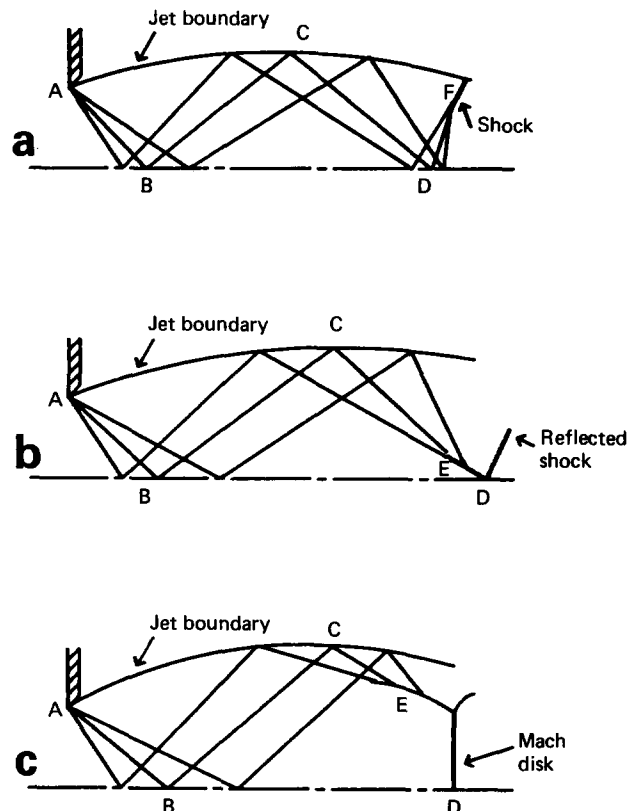 Jet boundary
C
A
F
Shock
a
B
D
Jet boundary
C
A
b
E
Reflected
shock
B
D
Jet boundary
C
A
E
c
Mach
disk
B
D